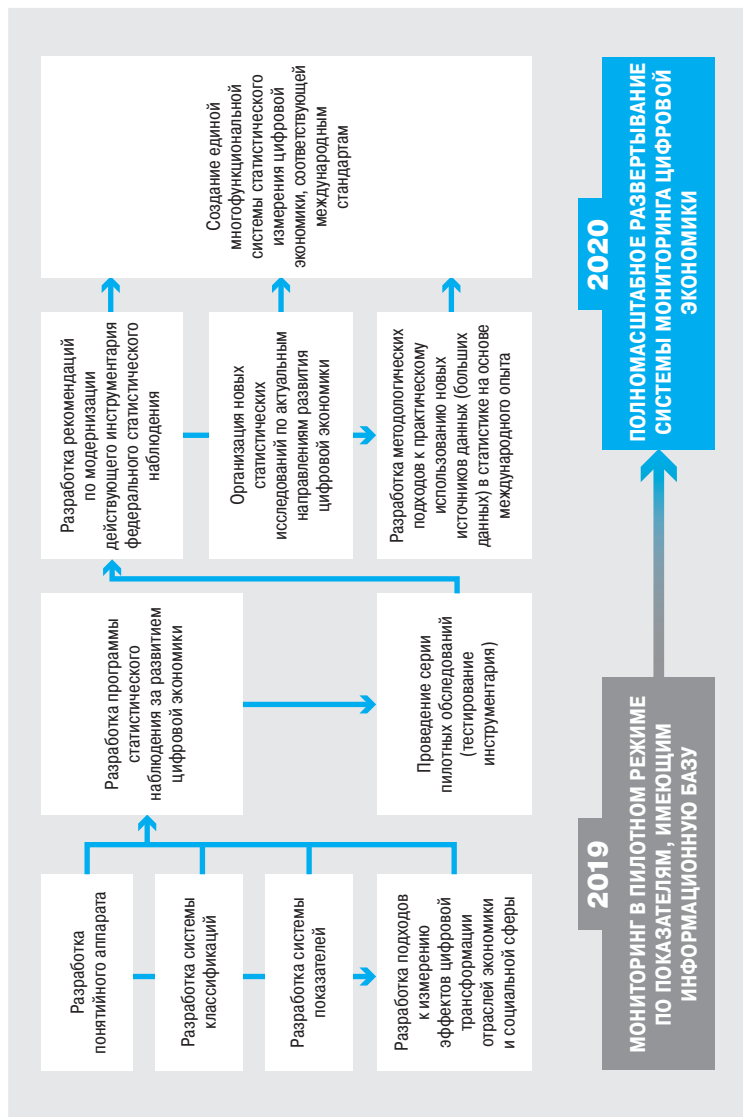 Разработка
понятийного аппарата
Разработка системы
классификаций
Разработка системы
показателей
Разработка подходов
к измерению
эффектов цифровой
трансформации
отраслей экономики
и социальной сферы
Разработка программы
статистического
наблюдения за развитием
цифровой экономики
Проведение серии
пилотных обследований
(тестирование
инструментария)
Разработка рекомендаций
по модернизации
действующего инструментария
федерального статистического
наблюдения
Организация новых
статистических
исследований по актуальным
направлениям развития
цифровой экономики
Разработка методологических
подходов к практическому
использованию новых
источников данных (больших
данных) в статистике на основе
международного опыта
Создание единой
многофункциональной
системы статистического
измерения цифровой
экономики, соответствующей
международным
стандартам
2019
МОНИТОРИНГ В ПИЛОТНОМ РЕЖИМЕ
ПО ПОКАЗАТЕЛЯМ, ИМЕЮЩИМ
ИНФОРМАЦИОННУЮ БАЗУ
2020
ПОЛНОМАСШТАБНОЕ РАЗВЕРТЫВАНИЕ
СИСТЕМЫ МОНИТОРИНГА ЦИФРОВОЙ
ЭКОНОМИКИ